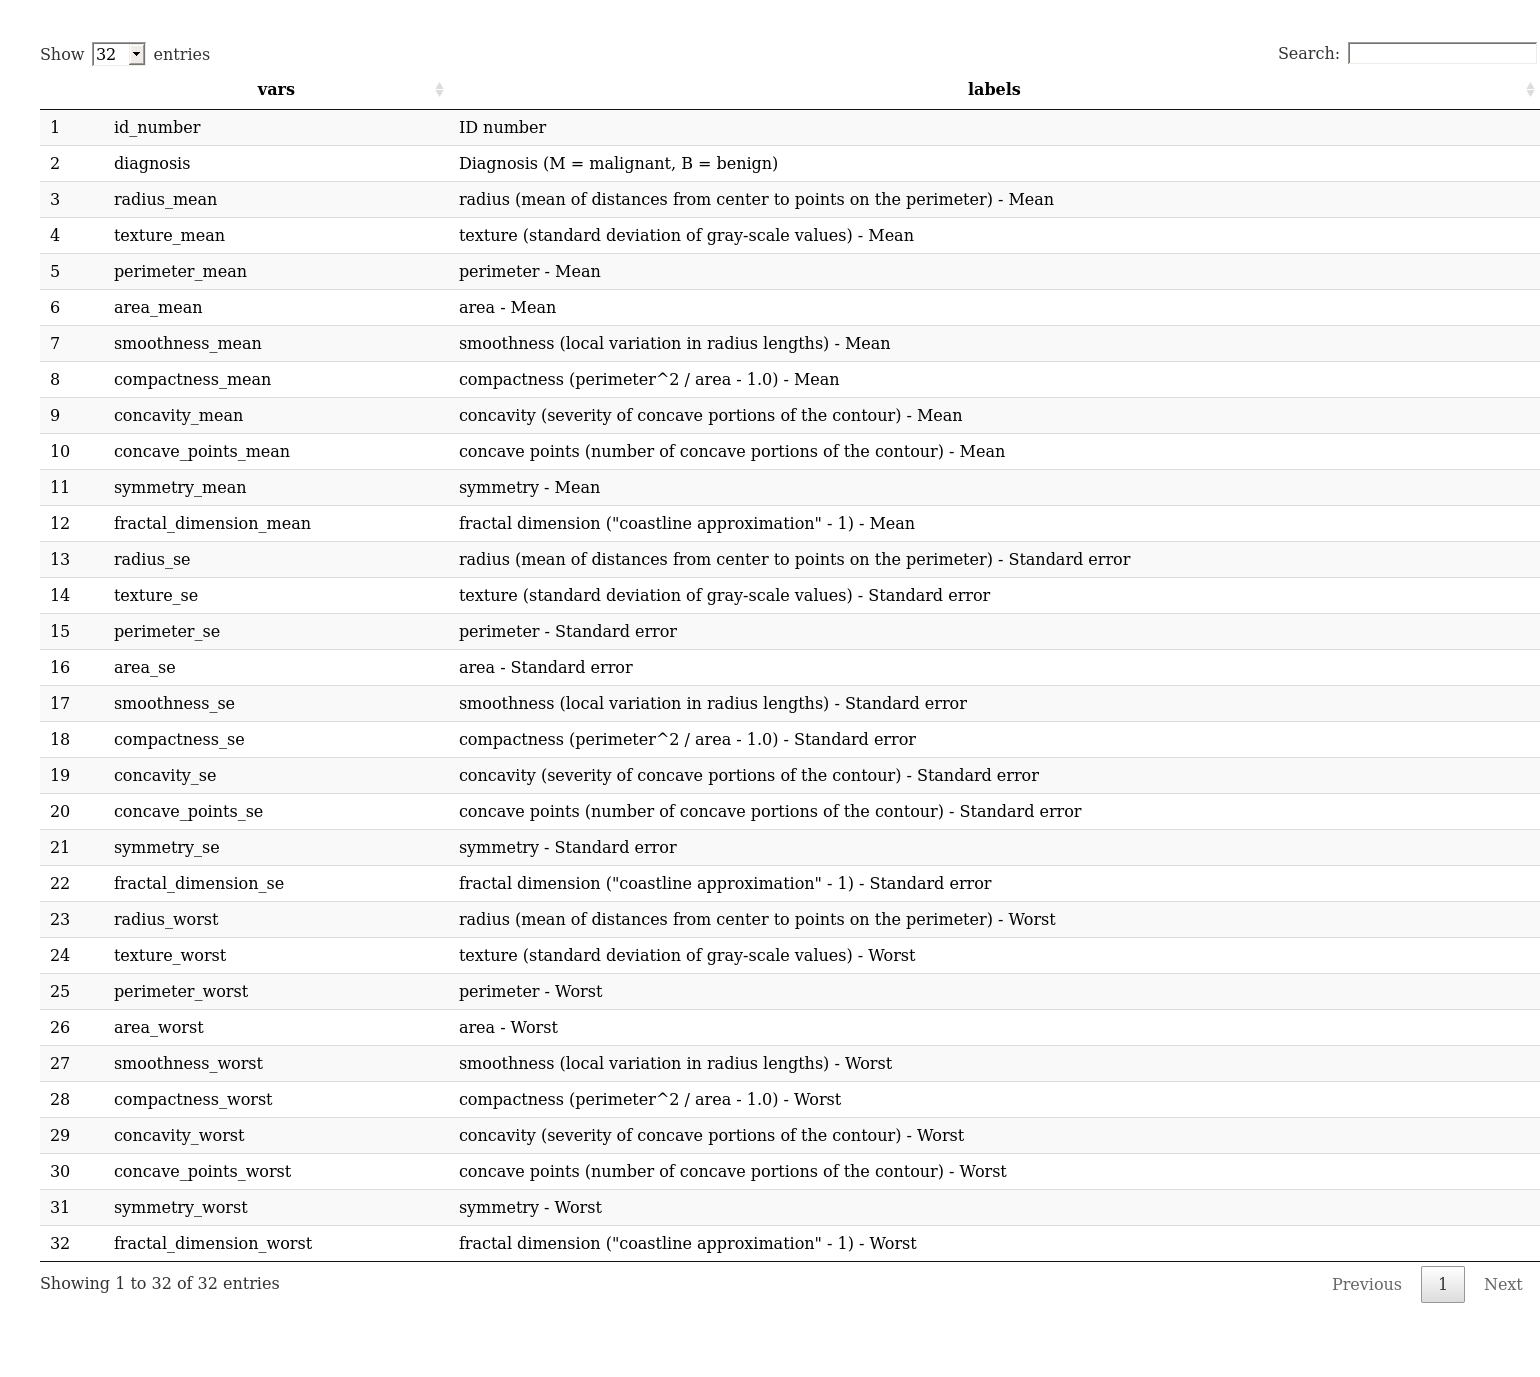 Show 32 entries Search:
vars labels
1 id_number ID number
2 diagnosis Diagnosis (M = malignant, B = benign)
3 radius_mean radius (mean of distances from center to points on the perimeter) - Mean
4 texture_mean texture (standard deviation of gray-scale values) - Mean
5 perimeter_mean perimeter - Mean
6 area_mean area - Mean
7 smoothness_mean smoothness (local variation in radius lengths) - Mean
8 compactness_mean compactness (perimeter^2 / area - 1.0) - Mean
9 concavity_mean concavity (severity of concave portions of the contour) - Mean
10 concave_points_mean concave points (number of concave portions of the contour) - Mean
11 symmetry_mean symmetry - Mean
12 fractal_dimension_mean fractal dimension ("coastline approximation" - 1) - Mean
13 radius_se radius (mean of distances from center to points on the perimeter) - Standard error
14 texture_se texture (standard deviation of gray-scale values) - Standard error
15 perimeter_se perimeter - Standard error
16 area_se area - Standard error
17 smoothness_se smoothness (local variation in radius lengths) - Standard error
18 compactness_se compactness (perimeter^2 / area - 1.0) - Standard error
19 concavity_se concavity (severity of concave portions of the contour) - Standard error
20 concave_points_se concave points (number of concave portions of the contour) - Standard error
21 symmetry_se symmetry - Standard error
22 fractal_dimension_se fractal dimension ("coastline approximation" - 1) - Standard error
23 radius_worst radius (mean of distances from center to points on the perimeter) - Worst
24 texture_worst texture (standard deviation of gray-scale values) - Worst
25 perimeter_worst perimeter - Worst
26 area_worst area - Worst
27 smoothness_worst smoothness (local variation in radius lengths) - Worst
28 compactness_worst compactness (perimeter^2 / area - 1.0) - Worst
29 concavity_worst concavity (severity of concave portions of the contour) - Worst
30 concave_points_worst concave points (number of concave portions of the contour) - Worst
31 symmetry_worst symmetry - Worst
32 fractal_dimension_worst fractal dimension ("coastline approximation" - 1) - Worst
Showing 1 to 32 of 32 entries Previous 1 Next